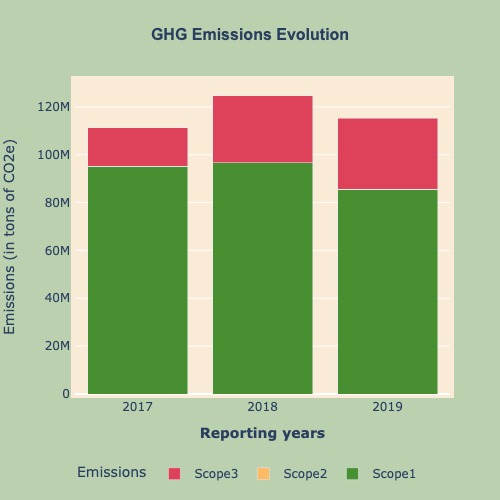 GHG Emissions Evolution
Emissions (in tons of CO2e)
120M
100M
80M
60M
40M
20M
0
2017 2018 2019
Reporting years
Emissions Scope3 Scope2 Scope1